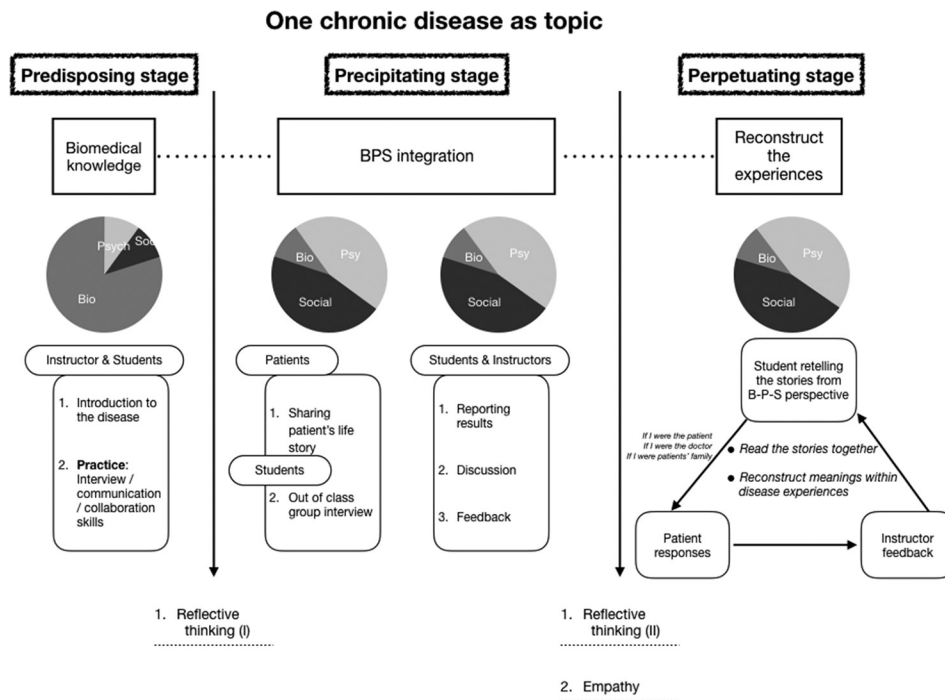 One chronic disease as topic
Predisposing stage
Precipitating stage
Perpetuating stage
Biomedical
knowledge
BPS integration
Reconstruct
the
experiences
Psych
Soc
Bio
Bio
Psy
Social
Bio
Psy
Social
Bio
Psy
Social
Instructor & Students
1. Introduction to
the disease
2. Practice:
Interview /
communication
/ collaboration
skills
Patients
1. Sharing
patient's life
story
Students
2. Out of class
group interview
Students & Instructors
1. Reporting
results
2. Discussion
3. Feedback
Student retelling
the stories from
B-P-S perspective
If I were the patient
If I were the doctor
If I were patients' family
• Read the stories together
• Reconstruct meanings within
disease experiences
Patient
responses
Instructor
feedback
1. Reflective
thinking (I)
1. Reflective
thinking (II)
2. Empathy